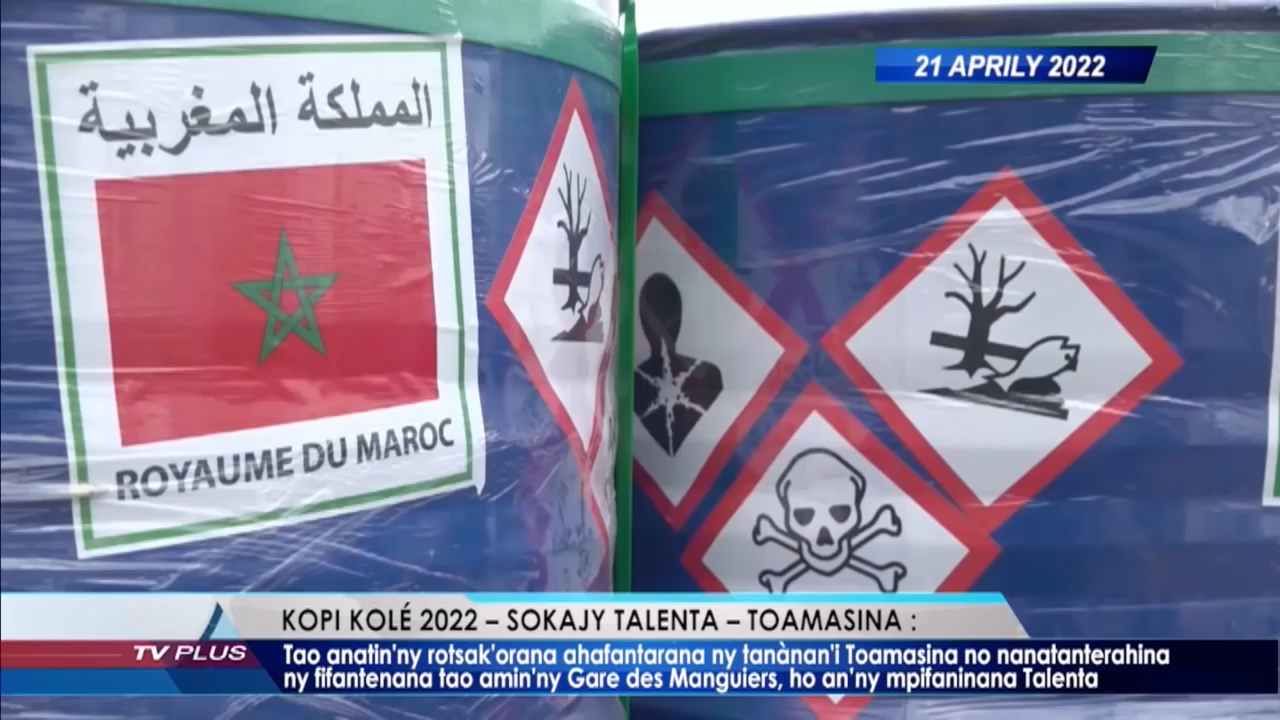 21 APRILY 2022
المملكة المغربية
ROYAUME DU MAROC
KOPI KOLÉ 2022 – SOKAJY TALENTA – TOAMASINA :
TV PLUS
Tao anatin'ny rotsak'orana ahafantarana ny tanànan'i Toamasina no nanatanterahina
ny fifantenana tao amin'ny Gare des Manguiers, ho an'ny mpifaninana Talenta